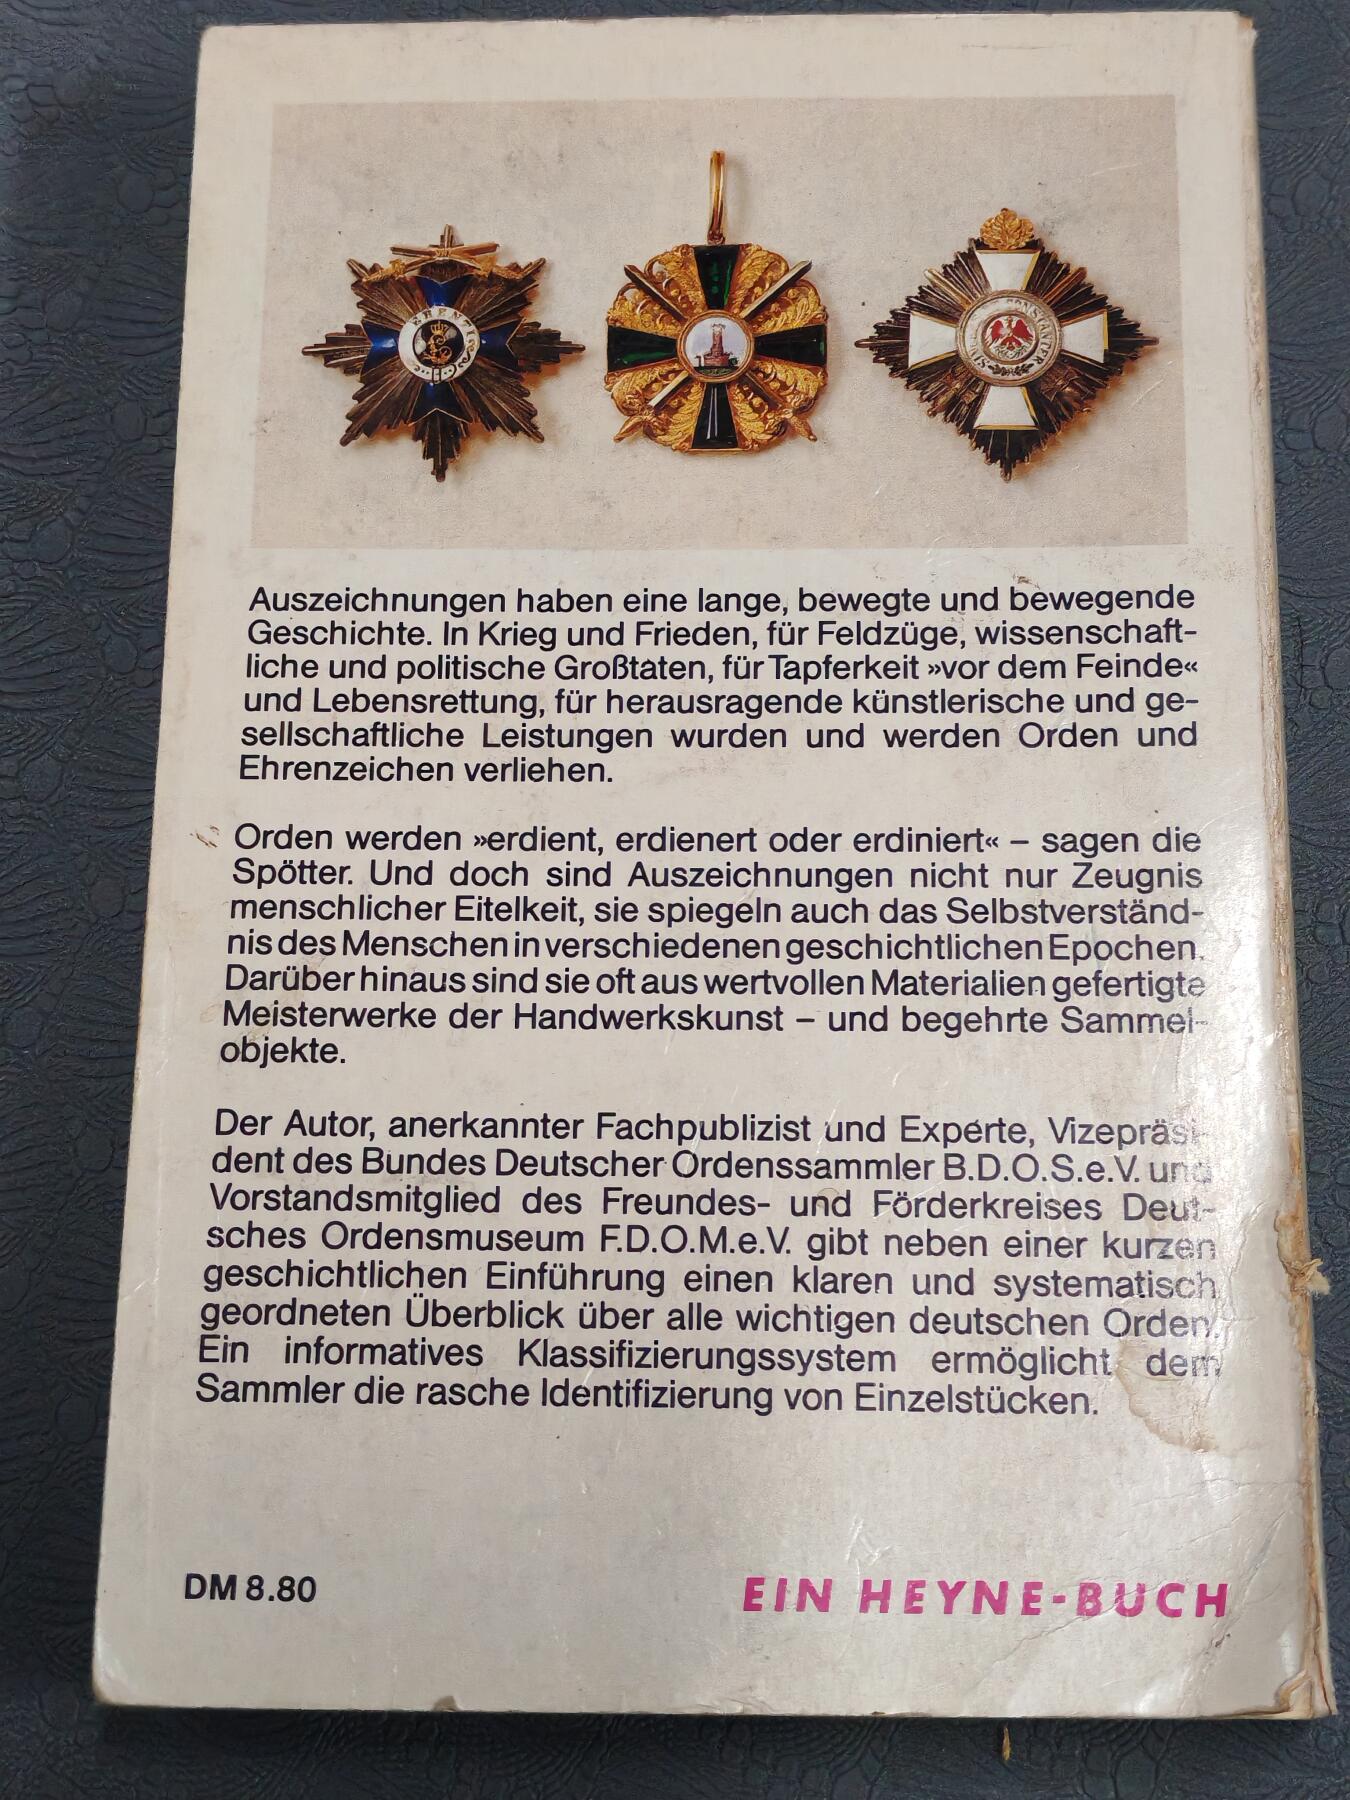 MERENTI
SINCERE CONSTANTER
Auszeichnungen haben eine lange, bewegte und bewegende
Geschichte. In Krieg und Frieden, für Feldzüge, wissenschaft-
liche und politische Großtaten, für Tapferkeit »vor dem Feinde«
und Lebensrettung, für herausragende künstlerische und ge-
sellschaftliche Leistungen wurden und werden Orden und
Ehrenzeichen verliehen.
Orden werden »erdient, erdienert oder erdiniert« – sagen die
Spötter. Und doch sind Auszeichnungen nicht nur Zeugnis
menschlicher Eitelkeit, sie spiegeln auch das Selbstverständ-
nis des Menschen in verschiedenen geschichtlichen Epochen.
Darüber hinaus sind sie oft aus wertvollen Materialien gefertigte
Meisterwerke der Handwerkskunst – und begehrte Sammel-
objekte.
Der Autor, anerkannter Fachpublizist und Experte, Vizepräsi-
dent des Bundes Deutscher Ordenssammler B.D.O.S.e.V. und
Vorstandsmitglied des Freundes- und Förderkreises Deut-
sches Ordensmuseum F.D.O.M.e.V. gibt neben einer kurzen
geschichtlichen Einführung einen klaren und systematisch
geordneten Überblick über alle wichtigen deutschen Orden.
Ein informatives Klassifizierungssystem ermöglicht dem
Sammler die rasche Identifizierung von Einzelstücken.
DM 8.80
EIN HEYNE-BUCH